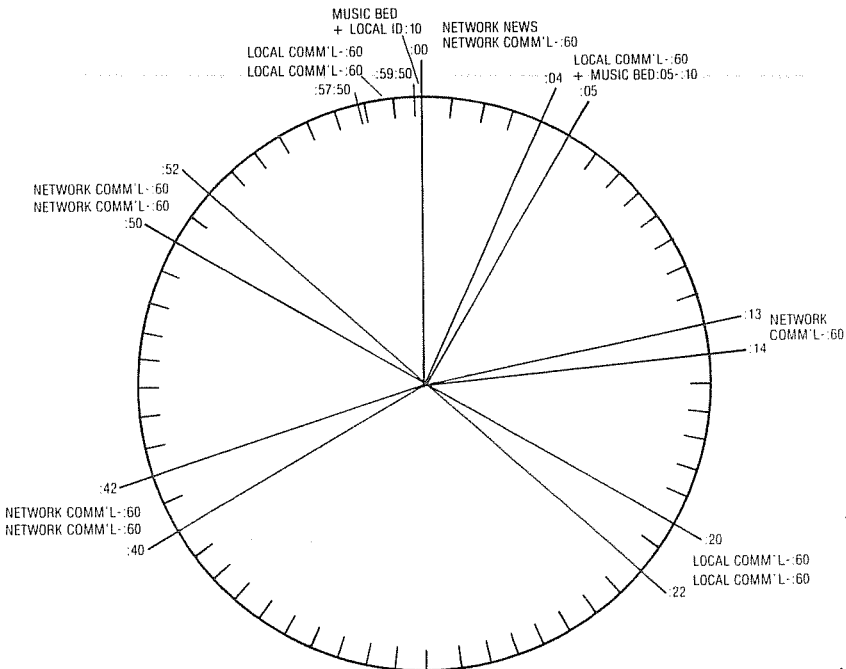 MUSIC BED
+ LOCAL ID:10
:00
NETWORK NEWS
NETWORK COMM'L-:60
LOCAL COMM'L-:60
LOCAL COMM'L-:60
:59:50
:57:50
:04
LOCAL COMM'L-:60
+ MUSIC BED:05-:10
:05
:13
NETWORK
COMM'L-:60
:14
:20
LOCAL COMM'L-:60
LOCAL COMM'L-:60
:22
:42
NETWORK COMM'L-:60
NETWORK COMM'L-:60
:40
:52
NETWORK COMM'L-:60
NETWORK COMM'L-:60
:50